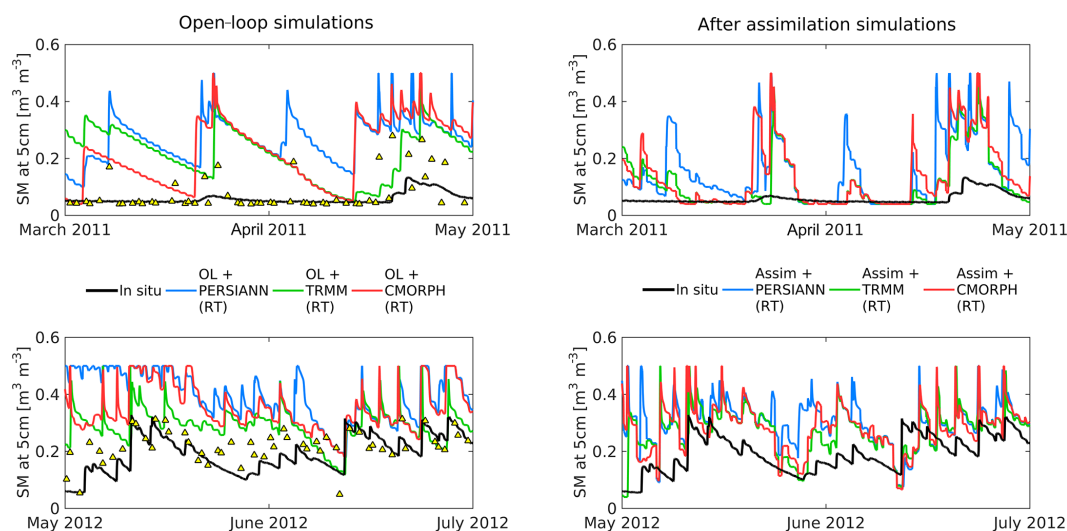 Open-loop simulations
After assimilation simulations
SM at 5cm [m³ m⁻³]
0.6
0.4
0.2
0
March 2011
April 2011
May 2011
SM at 5cm [m³ m⁻³]
0.6
0.4
0.2
0
March 2011
April 2011
May 2011
In situ
OL +
PERSIANN
(RT)
OL +
TRMM
(RT)
OL +
CMORPH
(RT)
In situ
Assim +
PERSIANN
(RT)
Assim +
TRMM
(RT)
Assim +
CMORPH
(RT)
SM at 5cm [m³ m⁻³]
0.6
0.4
0.2
0
May 2012
June 2012
July 2012
SM at 5cm [m³ m⁻³]
0.6
0.4
0.2
0
May 2012
June 2012
July 2012